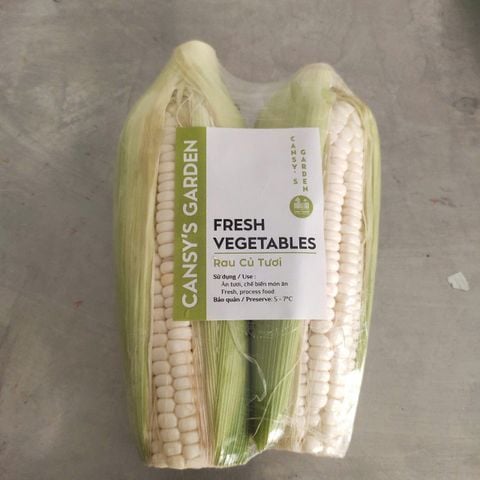 CANSY'S GARDEN
CANSY'S
GARDEN
FRESH
VEGETABLES
Rau Củ Tươi
Sử dụng / Use :
Ăn tươi, chế biến món ăn
Fresh, process food
Bảo quản / Preserve: 5 - 7°C